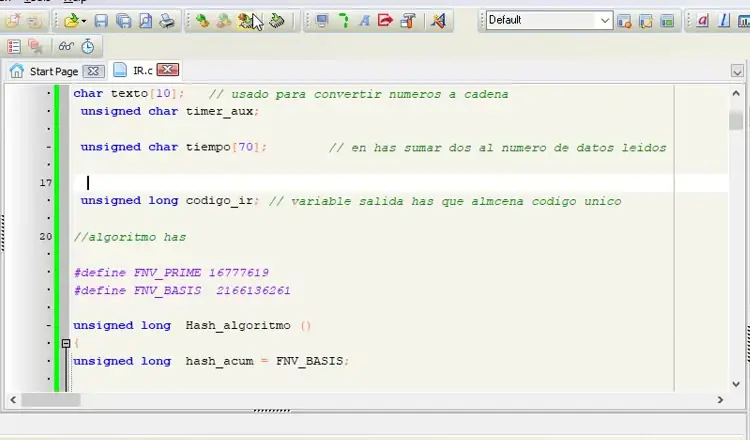 Default
Start Page
IR.c
char texto[10]; // usado para convertir numeros a cadena
unsigned char timer_aux;
unsigned char tiempo[70]; // en has sumar dos al numero de datos leidos
17
unsigned long codigo_ir; // variable salida has que almcena codigo unico
20 //algoritmo has
#define FNV_PRIME 16777619
#define FNV_BASIS 2166136261
unsigned long Hash_algoritmo ()
{
unsigned long hash_acum = FNV_BASIS;